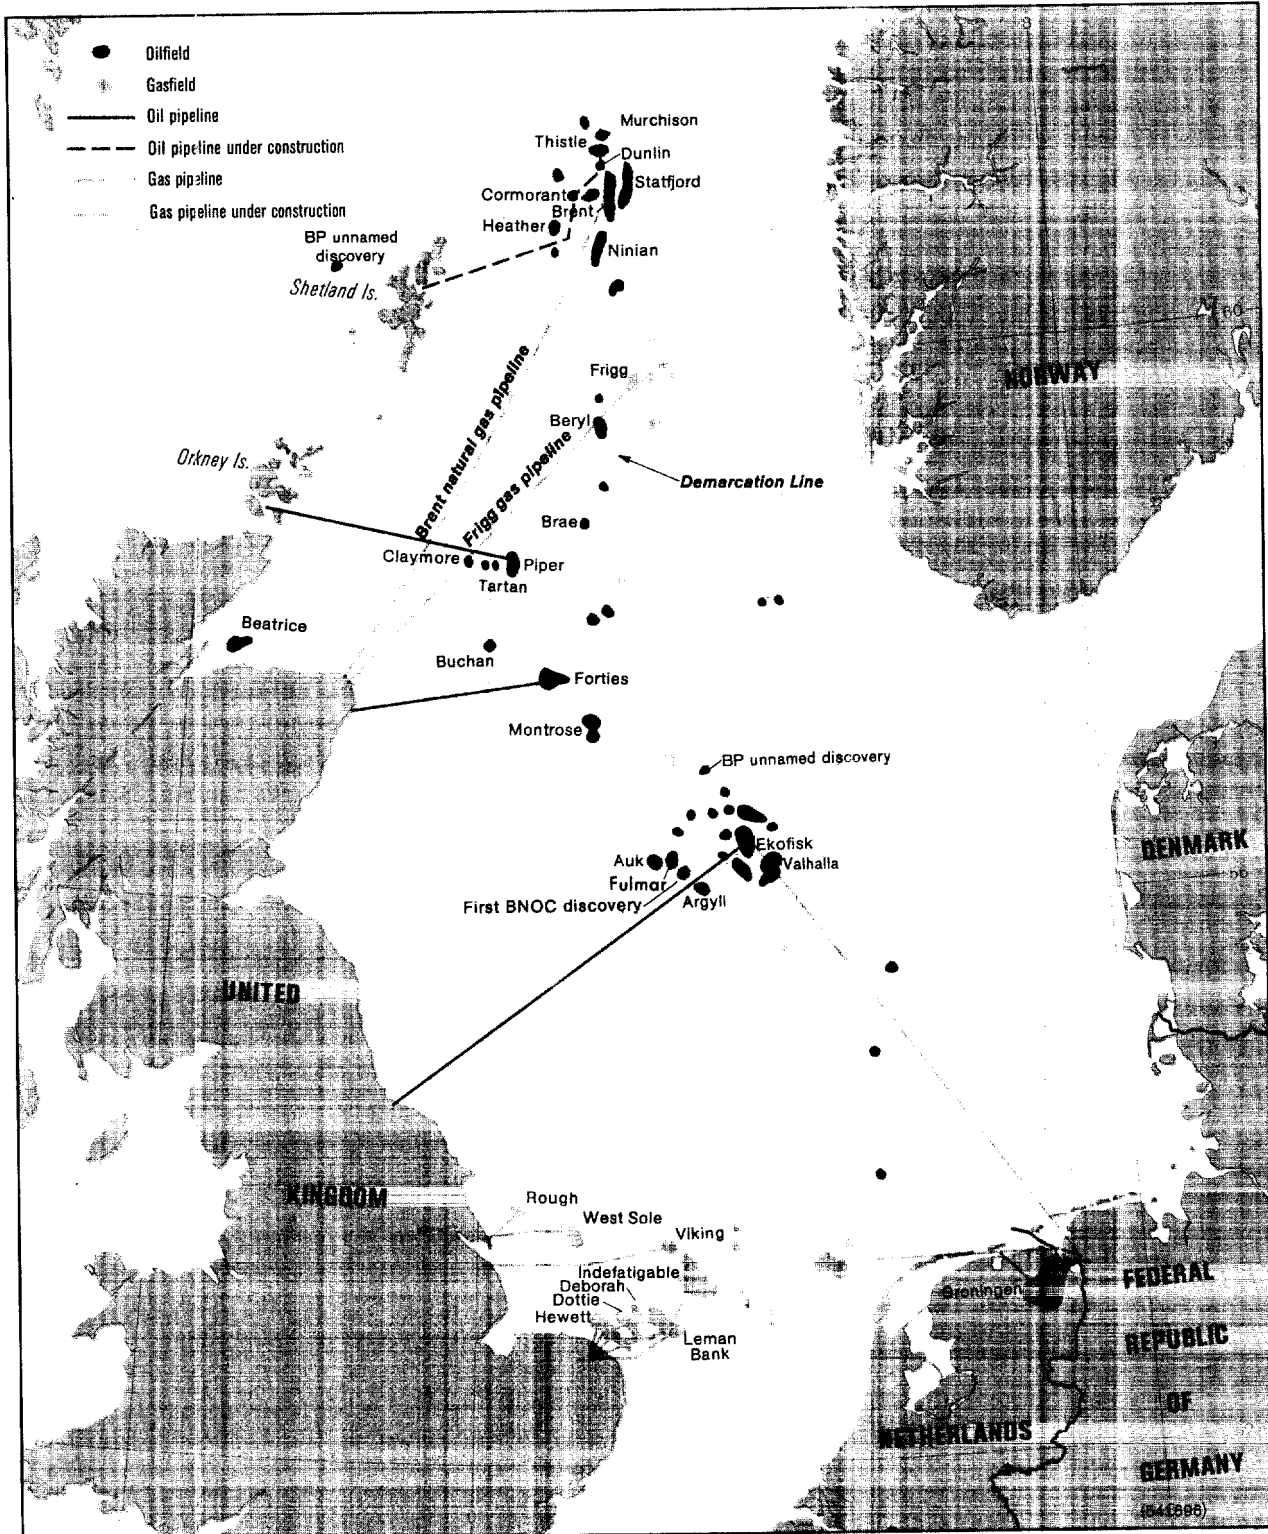 Oilfield
Gasfield
Oil pipeline
Oil pipeline under construction
Gas pipeline
Gas pipeline under construction
Murchison
Thistle
Dunlin
Statfjord
Cormorant
Brent
Heather
Ninian
BP unnamed
discovery
Shetland Is.
60
Frigg
Beryl
NORWAY
Brent natural gas pipeline
Frigg gas pipeline
Orkney Is.
Demarcation Line
Brae
Claymore
Piper
Tartan
Beatrice
Buchan
Forties
Montrose
BP unnamed discovery
Ekofisk
Auk
Valhalla
Fulmar
First BNOC discovery
Argyll
DENMARK
56
UNITED
KINGDOM
Rough
West Sole
Viking
Indefatigable
Deborah
Dottie
Hewett
Leman
Bank
Groningen
NETHERLANDS
FEDERAL
REPUBLIC
OF
GERMANY